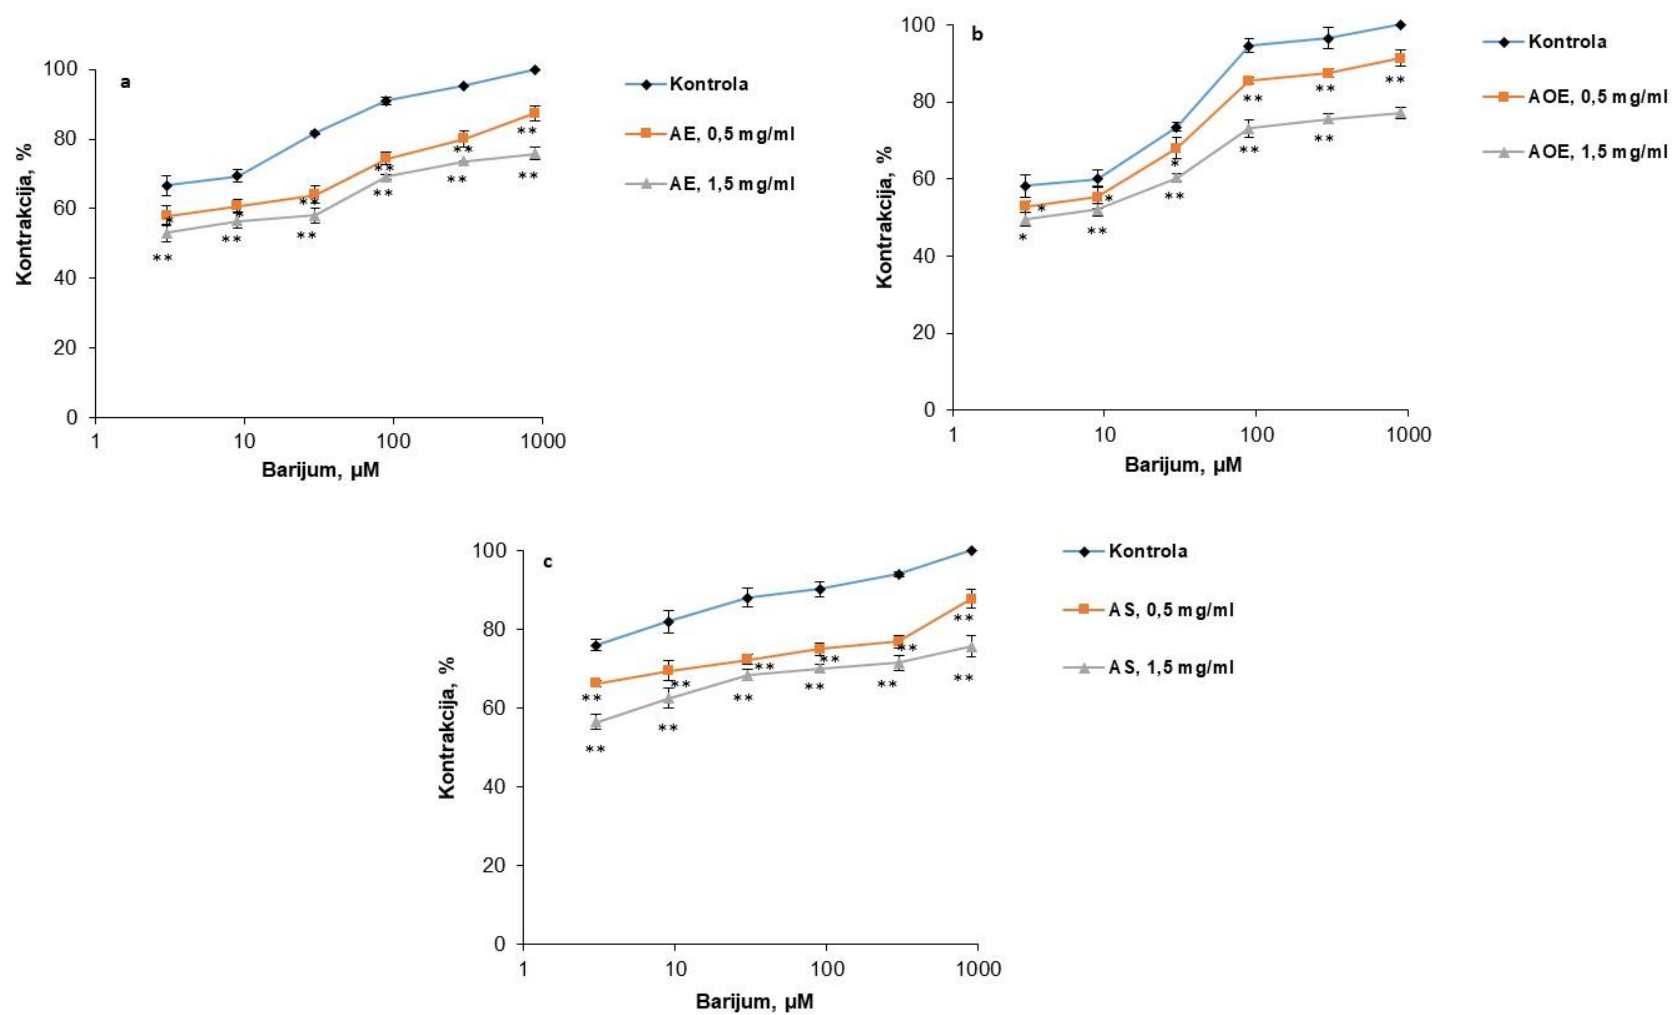 a
100
80
60
40
20
0
Kontrakcija, %
1 10 100 1000
Barijum, µM
Kontrola
AE, 0,5 mg/ml
AE, 1,5 mg/ml
** ** ** ** * *
** ** ** ** ** **
b
100
80
60
40
20
0
Kontrakcija, %
1 10 100 1000
Barijum, µM
Kontrola
AOE, 0,5 mg/ml
AOE, 1,5 mg/ml
* * * ** ** **
* ** ** ** **
c
100
80
60
40
20
0
Kontrakcija, %
1 10 100 1000
Barijum, µM
Kontrola
AS, 0,5 mg/ml
AS, 1,5 mg/ml
** ** ** ** ** **
** ** ** ** ** **